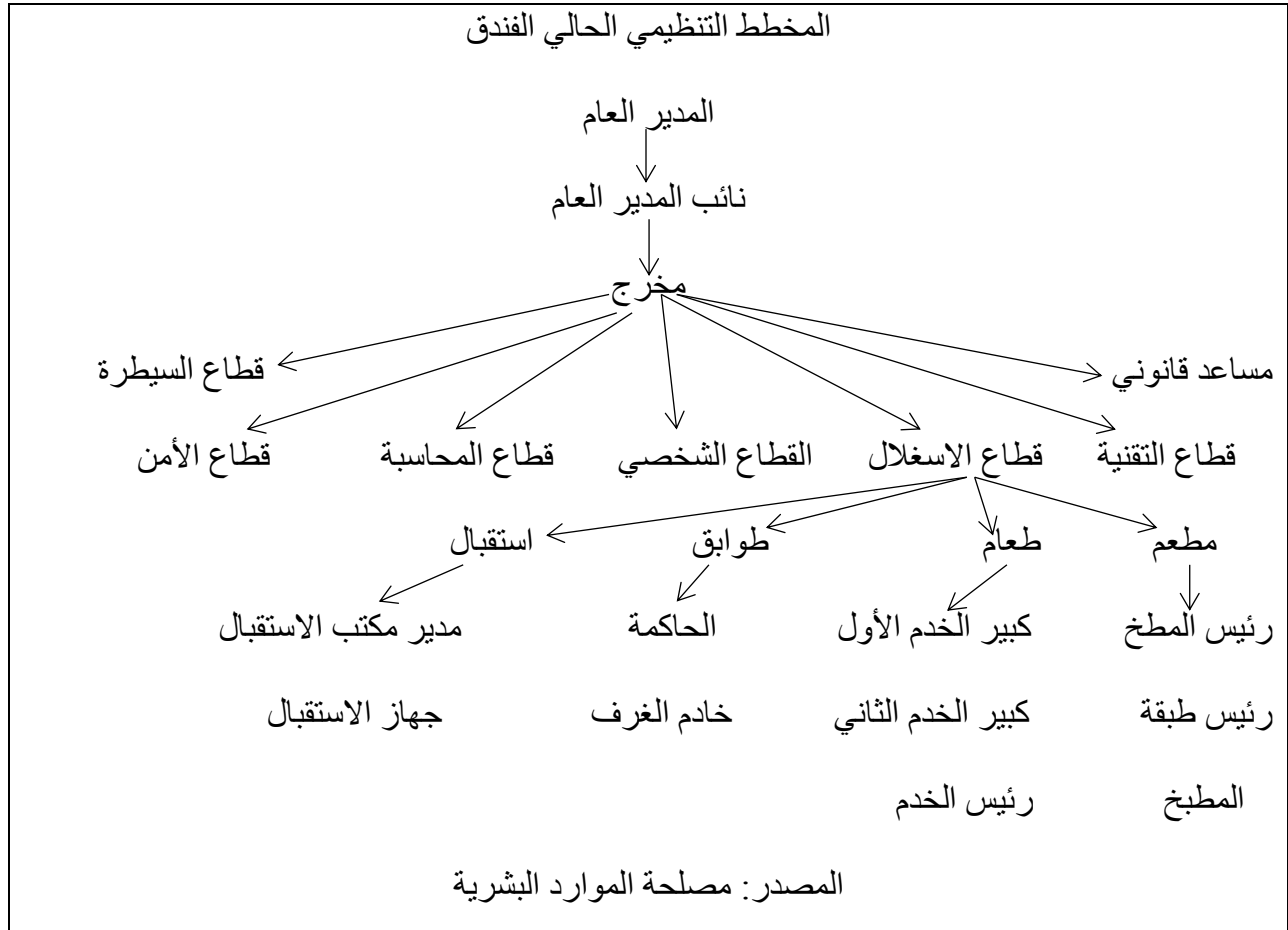 المخطط التنظيمي الحالي الفندق
المدير العام
نائب المدير العام
مخرج
مساعد قانوني قطاع السيطرة
قطاع التقنية قطاع الاسغلال القطاع الشخصي قطاع المحاسبة قطاع الأمن
مطعم طعام طوابق استقبال
رئيس المطخ كبير الخدم الأول الحاكمة مدير مكتب الاستقبال
رئيس طبقة كبير الخدم الثاني خادم الغرف جهاز الاستقبال
المطبخ رئيس الخدم
المصدر: مصلحة الموارد البشرية